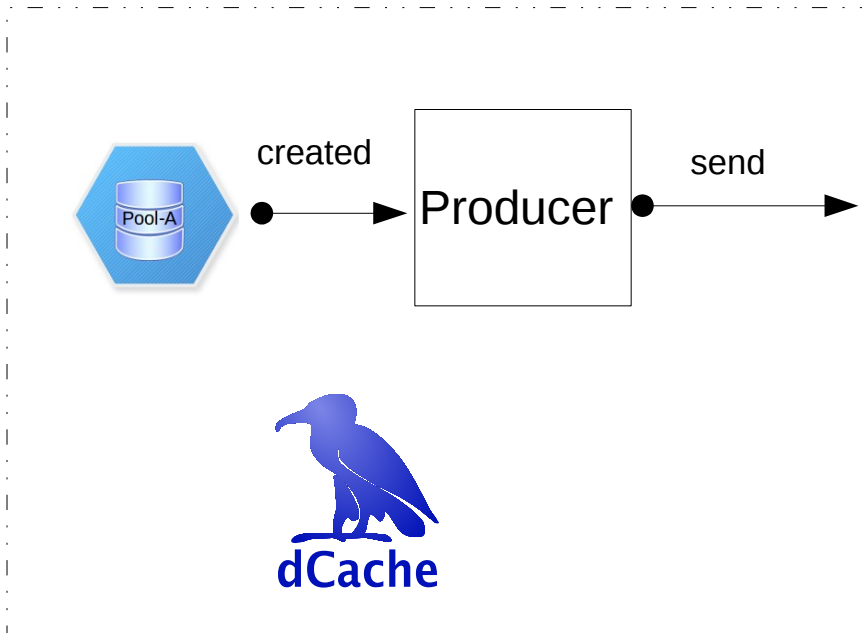 created
send
Pool-A
Producer
dCache